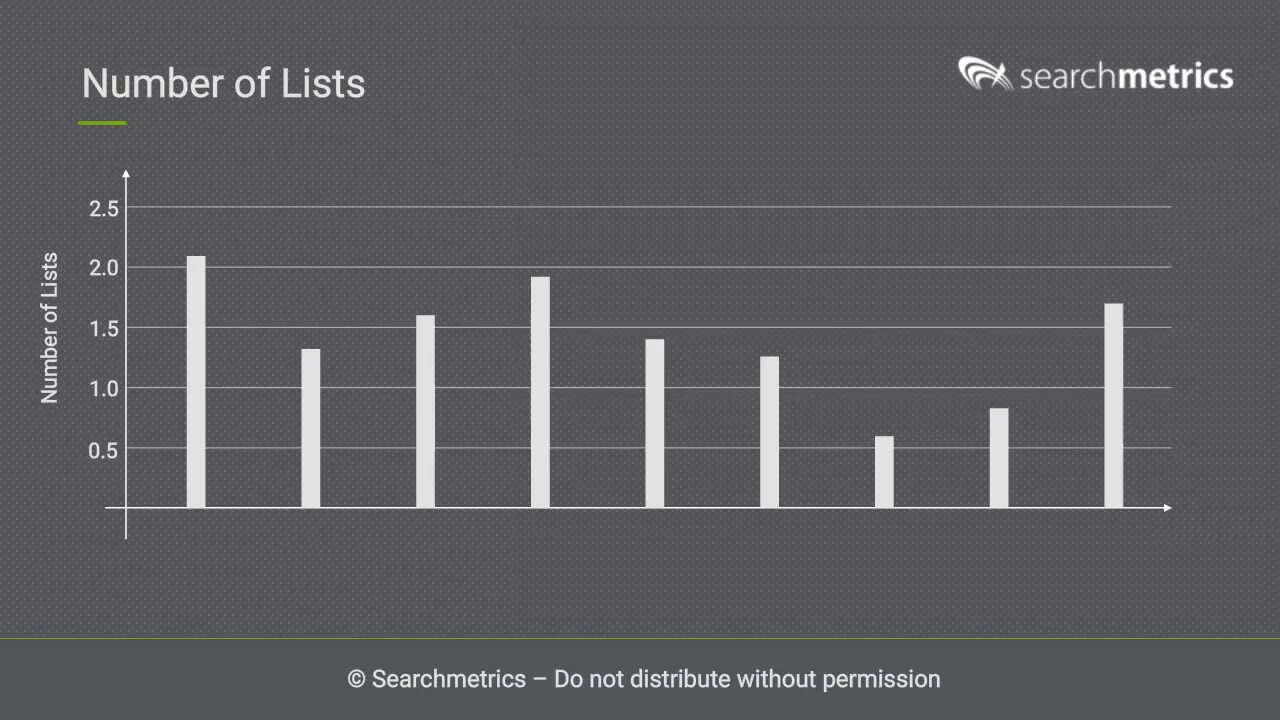 Number of Lists
searchmetrics
2.5
2.0
1.5
1.0
0.5
Number of Lists
© Searchmetrics – Do not distribute without permission